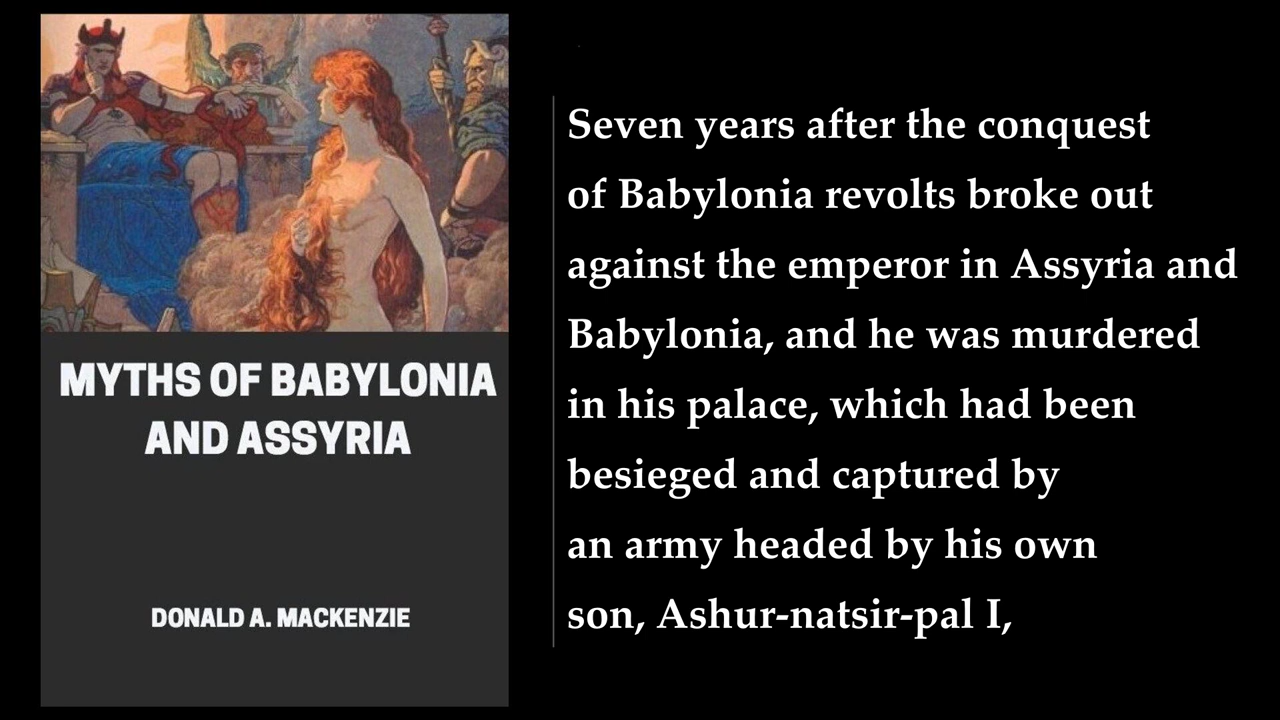 MYTHS OF BABYLONIA
AND ASSYRIA
DONALD A. MACKENZIE
Seven years after the conquest
of Babylonia revolts broke out
against the emperor in Assyria and
Babylonia, and he was murdered
in his palace, which had been
besieged and captured by
an army headed by his own
son, Ashur-natsir-pal I,